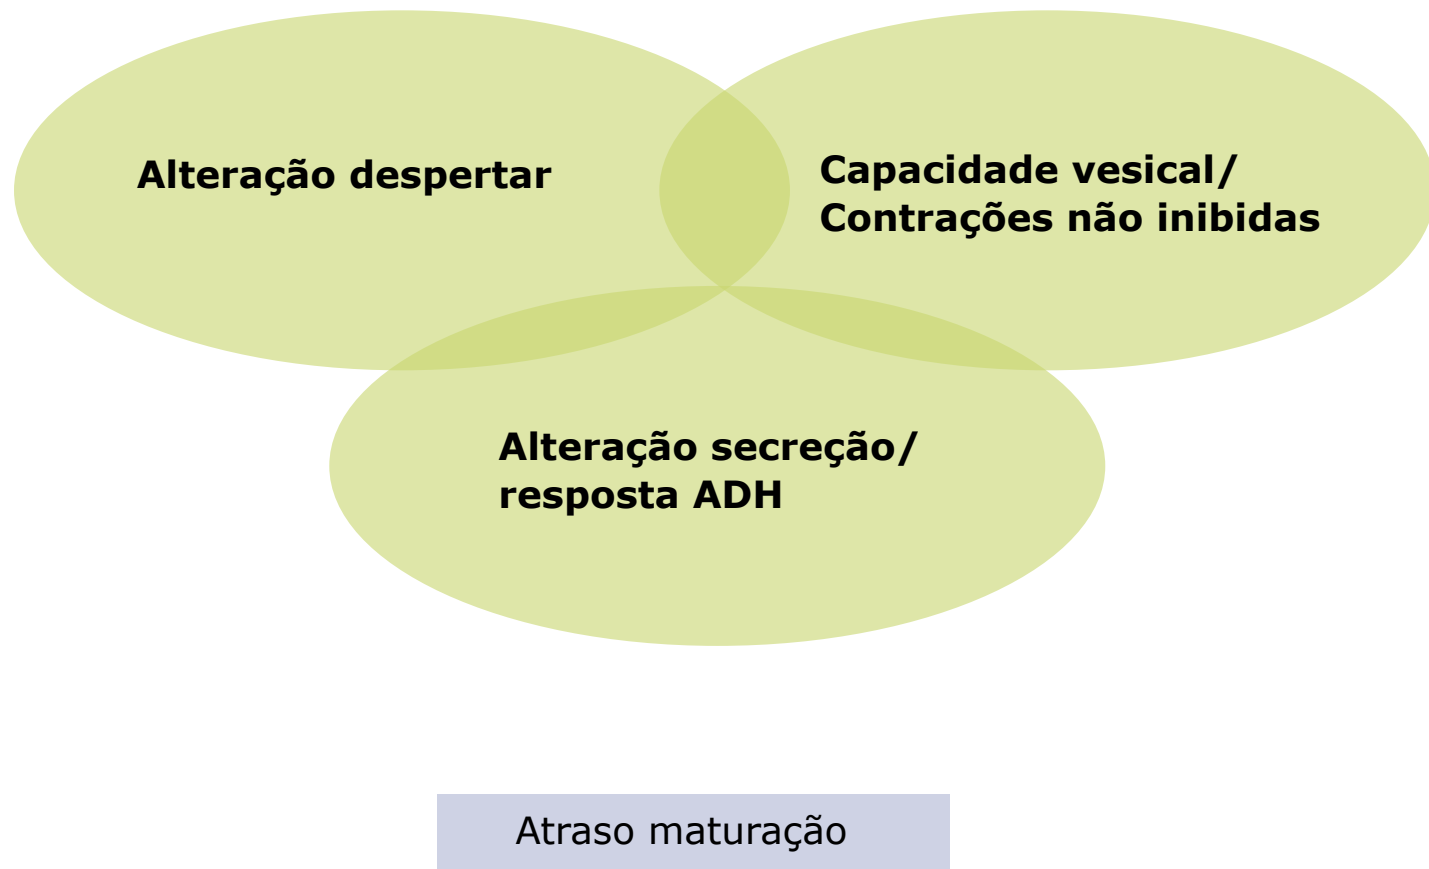 Alteração despertar
Capacidade vesical/
Contrações não inibidas
Alteração secreção/
resposta ADH
Atraso maturação